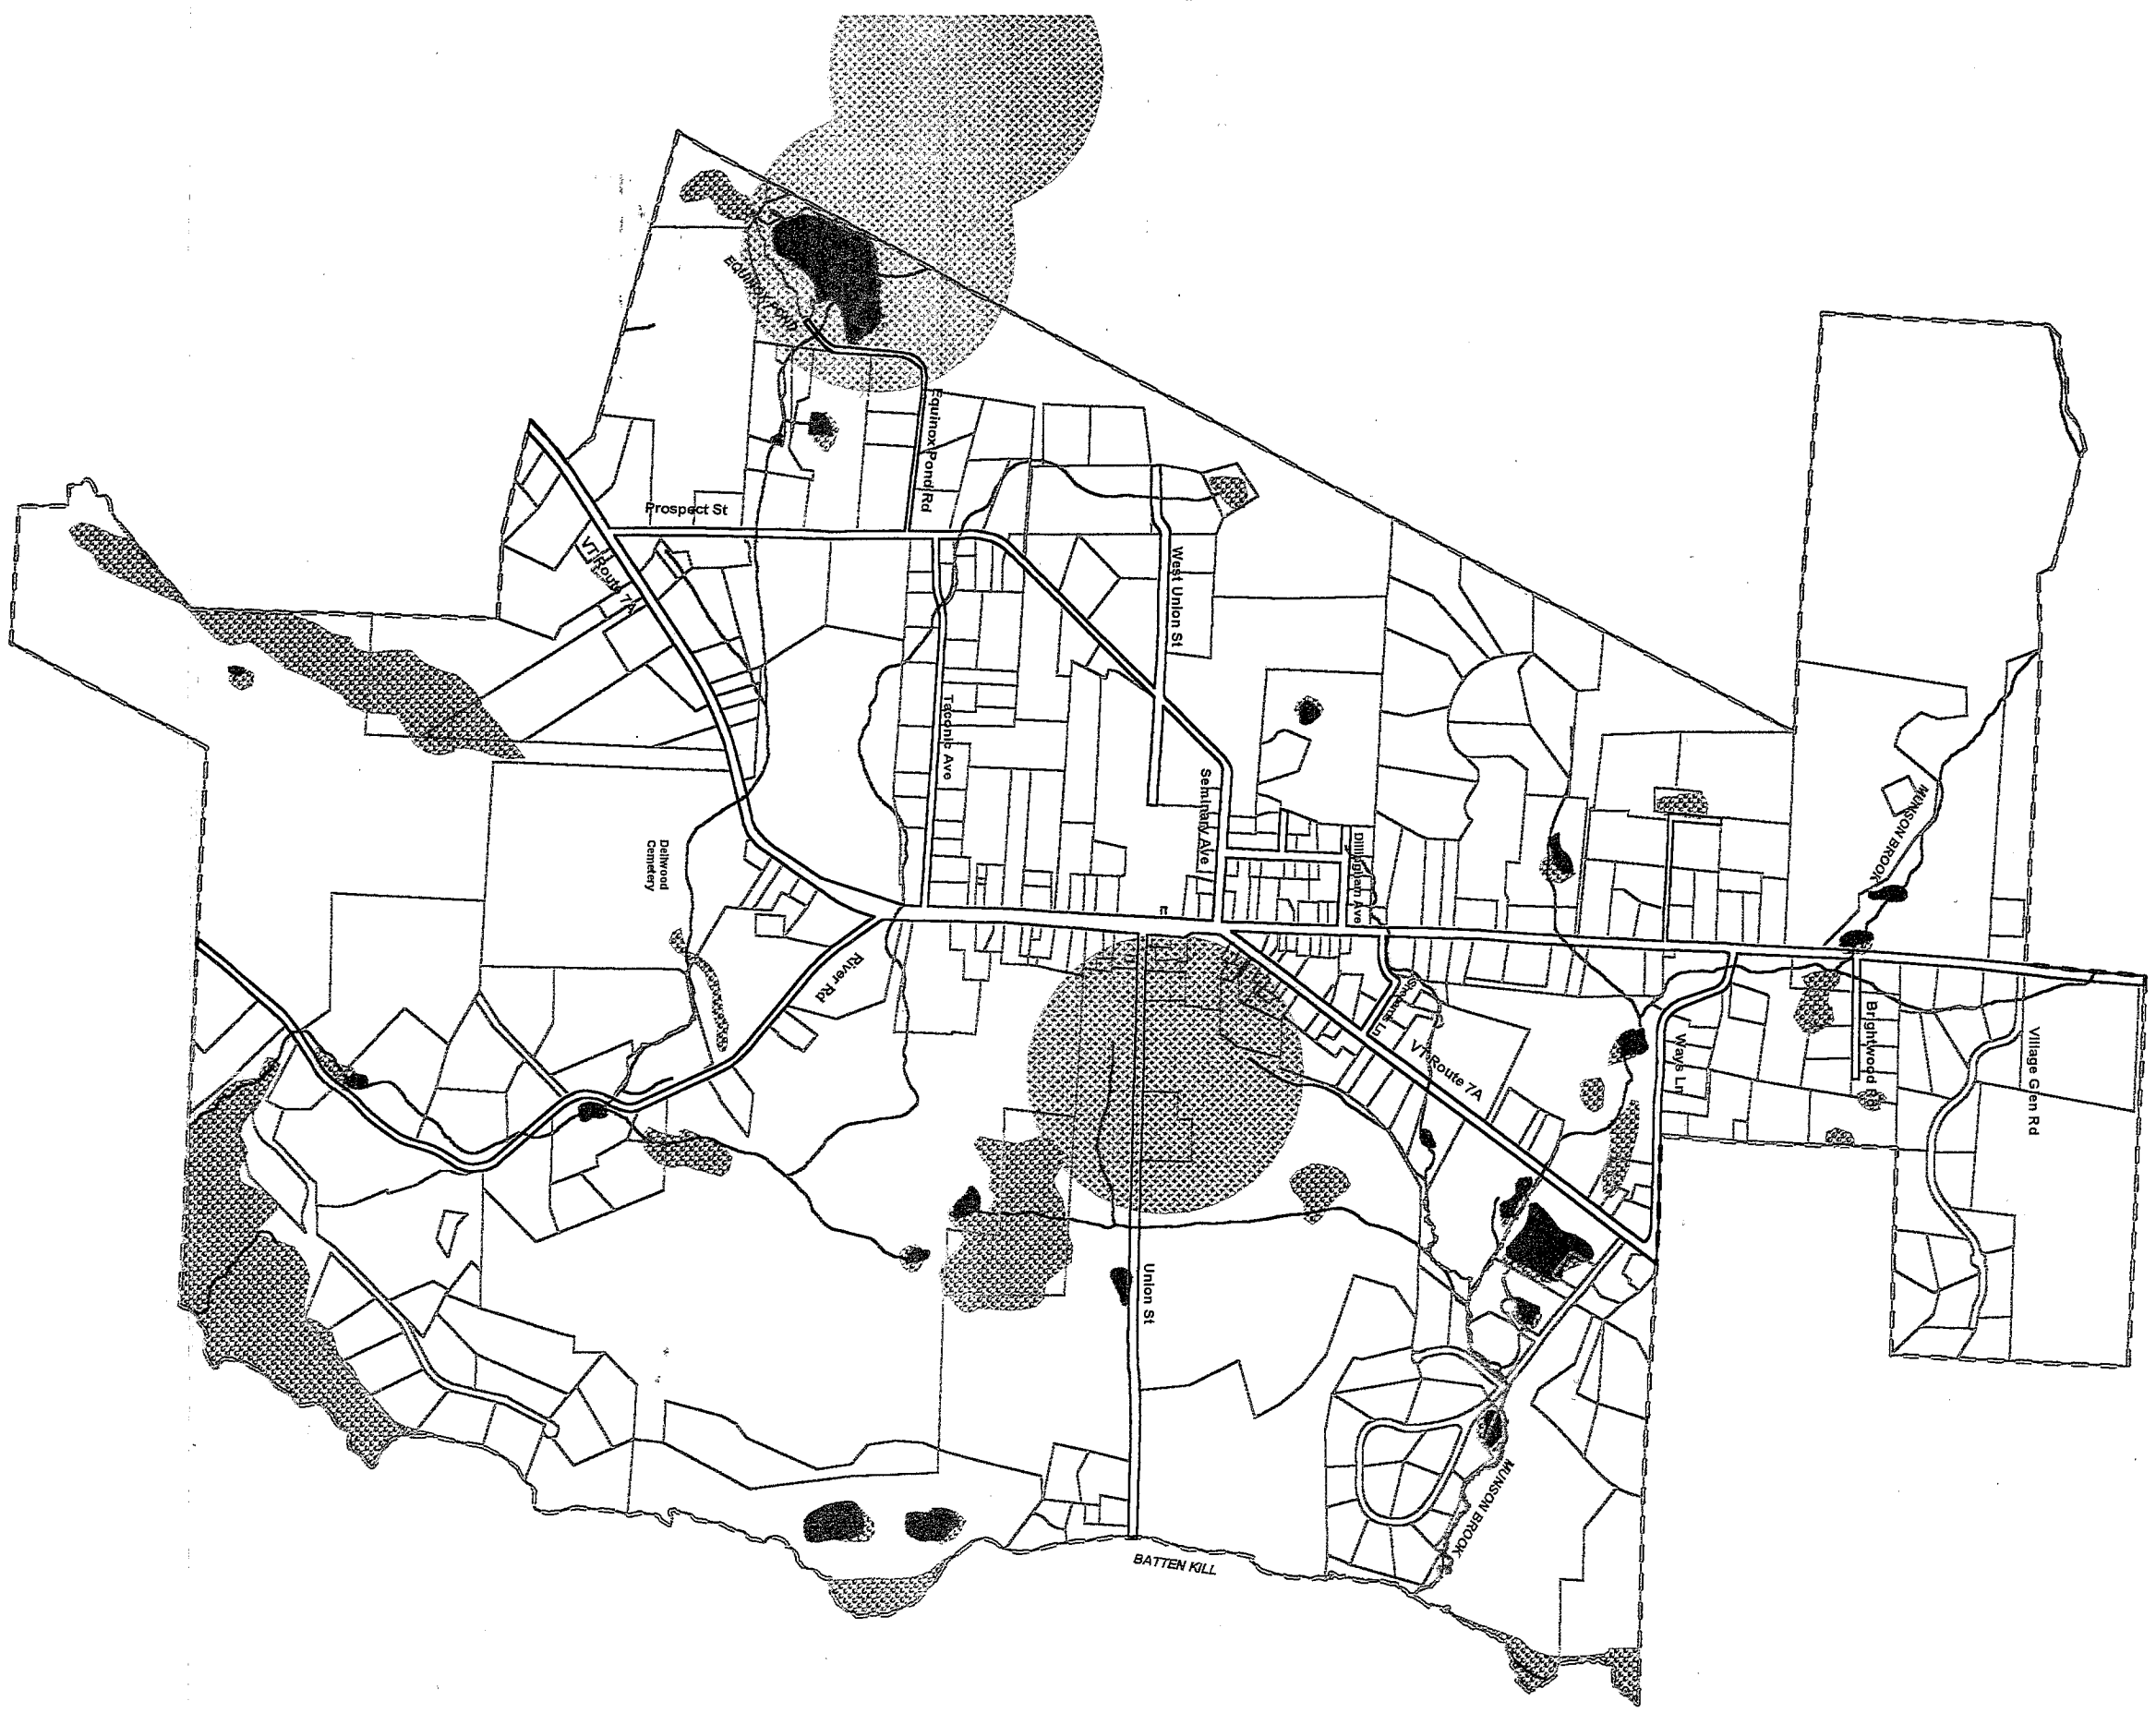 EQUINOX POND
Equinox Pond Rd
Prospect St
VT Route 7A
West Union St
Taconic Ave
Seminary Ave
Dillingham Ave
MUNSON BROOK
Dellwood
Cemetery
River Rd
VT Route 7A
Ways Ln
Brightwood Rd
Village Glen Rd
Union St
MUNSON BROOK
BATTEN KILL